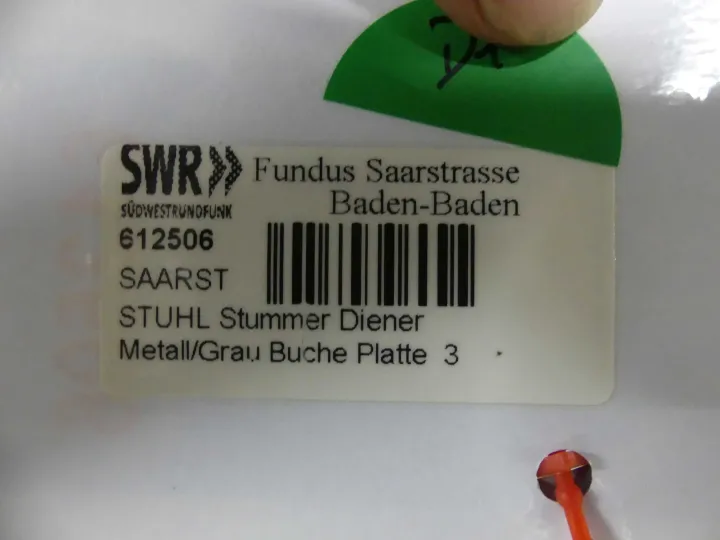 SWR Fundus Saarstrasse
SÜDWESTRUNDFUNK Baden-Baden
612506
SAARST
STUHL Stummer Diener
Metall/Grau Buche Platte 3